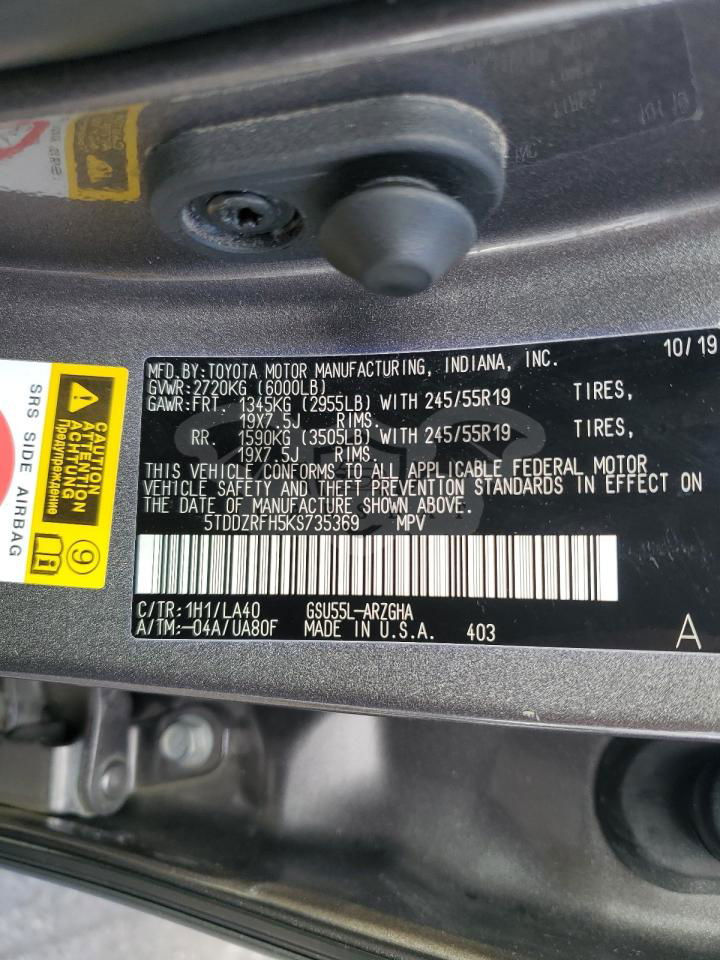 MFD.BY:TOYOTA MOTOR MANUFACTURING, INDIANA, INC. 10/19
GVWR:2720KG (6000LB)
GAWR:FRT. 1345KG (2955LB) WITH 245/55R19 TIRES,
19X7.5J RIMS.
RR. 1590KG (3505LB) WITH 245/55R19 TIRES,
19X7.5J RIMS.
THIS VEHICLE CONFORMS TO ALL APPLICABLE FEDERAL MOTOR
VEHICLE SAFETY AND THEFT PREVENTION STANDARDS IN EFFECT ON
THE DATE OF MANUFACTURE SHOWN ABOVE.
5TDDZRFH5KS735369 MPV
C/TR:1H1/LA40 GSU55L-ARZGHA
A/TM:-04A/UA80F MADE IN U.S.A. 403 A
SRS SIDE AIRBAG
CAUTION
ATTENTION
ACHTUNG
Предупреждение
9